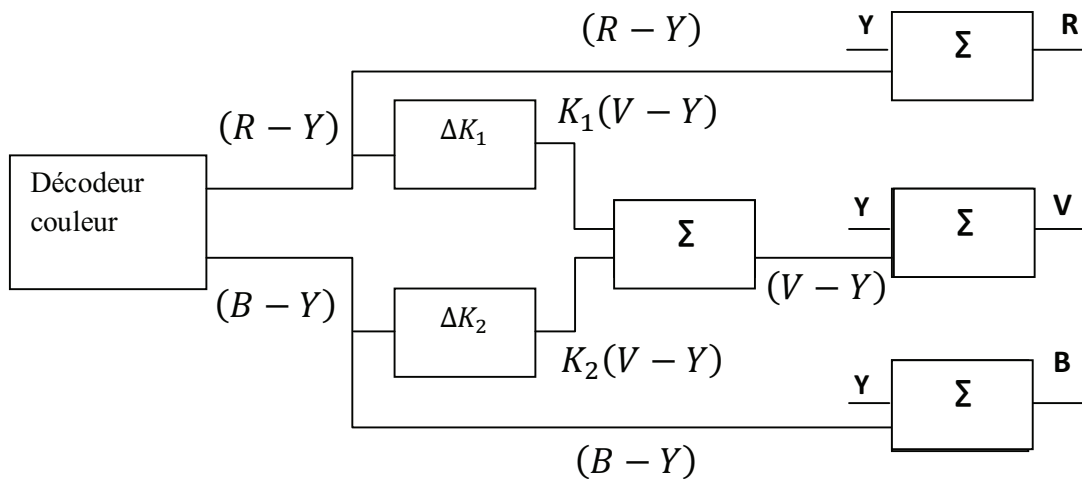 (R − Y)
Y
Σ
R
(R − Y)
ΔK₁
K₁(V − Y)
Décodeur
couleur
Σ
Y
Σ
V
(B − Y)
ΔK₂
K₂(V − Y)
(V − Y)
Y
Σ
B
(B − Y)